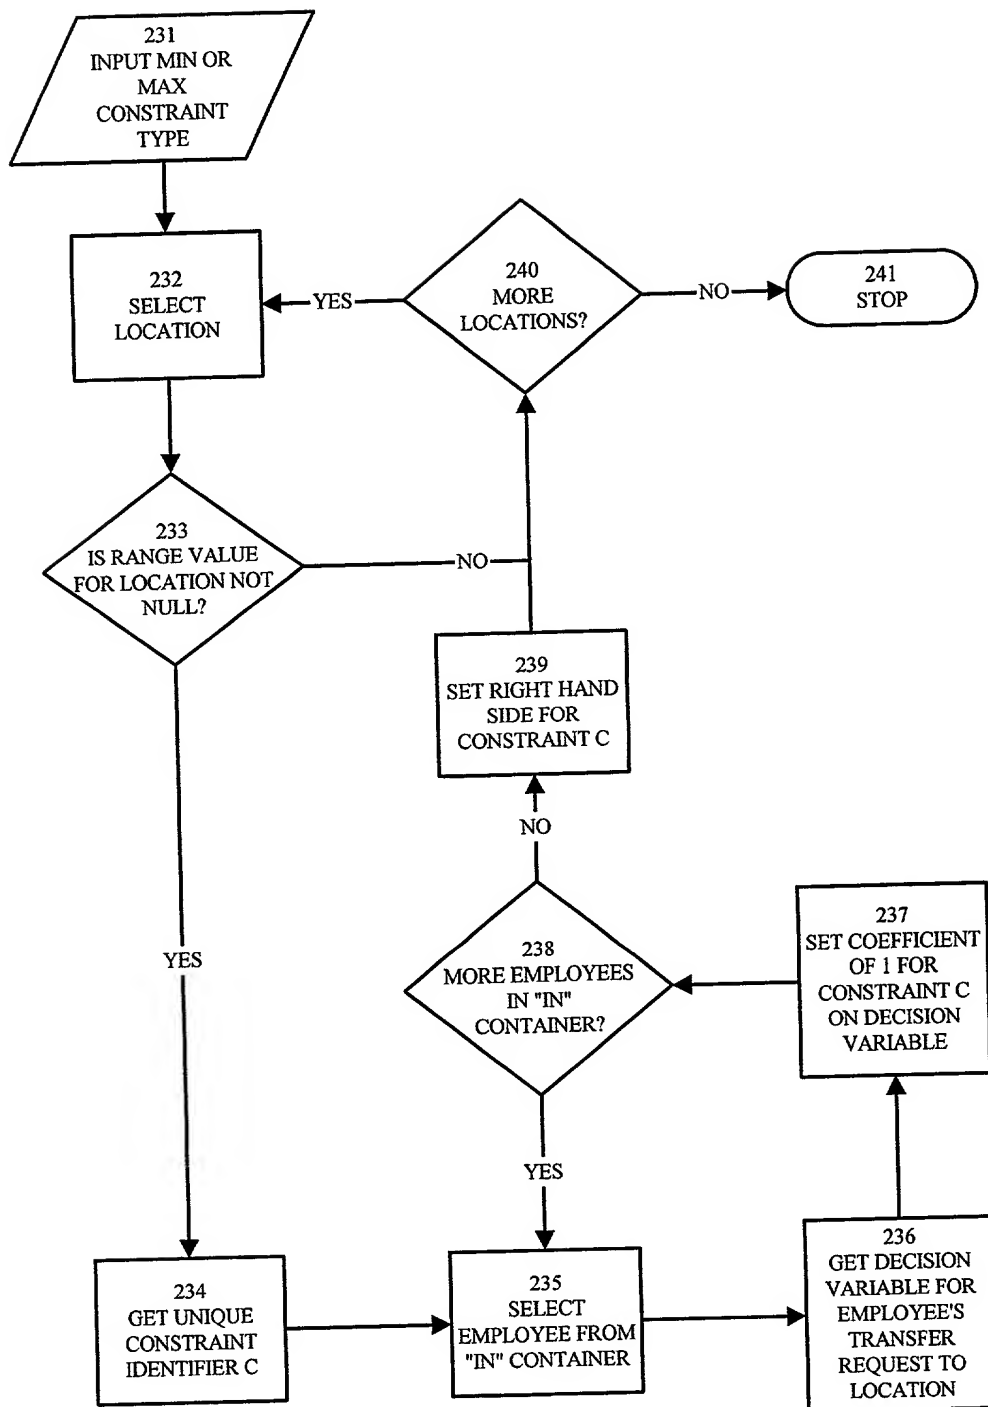 231
INPUT MIN OR
MAX
CONSTRAINT
TYPE
232
SELECT
LOCATION
YES
240
MORE
LOCATIONS?
NO
241
STOP
233
IS RANGE VALUE
FOR LOCATION NOT
NULL?
NO
239
SET RIGHT HAND
SIDE FOR
CONSTRAINT C
NO
YES
238
MORE EMPLOYEES
IN "IN"
CONTAINER?
237
SET COEFFICIENT
OF 1 FOR
CONSTRAINT C
ON DECISION
VARIABLE
YES
234
GET UNIQUE
CONSTRAINT
IDENTIFIER C
235
SELECT
EMPLOYEE FROM
"IN" CONTAINER
236
GET DECISION
VARIABLE FOR
EMPLOYEE'S
TRANSFER
REQUEST TO
LOCATION